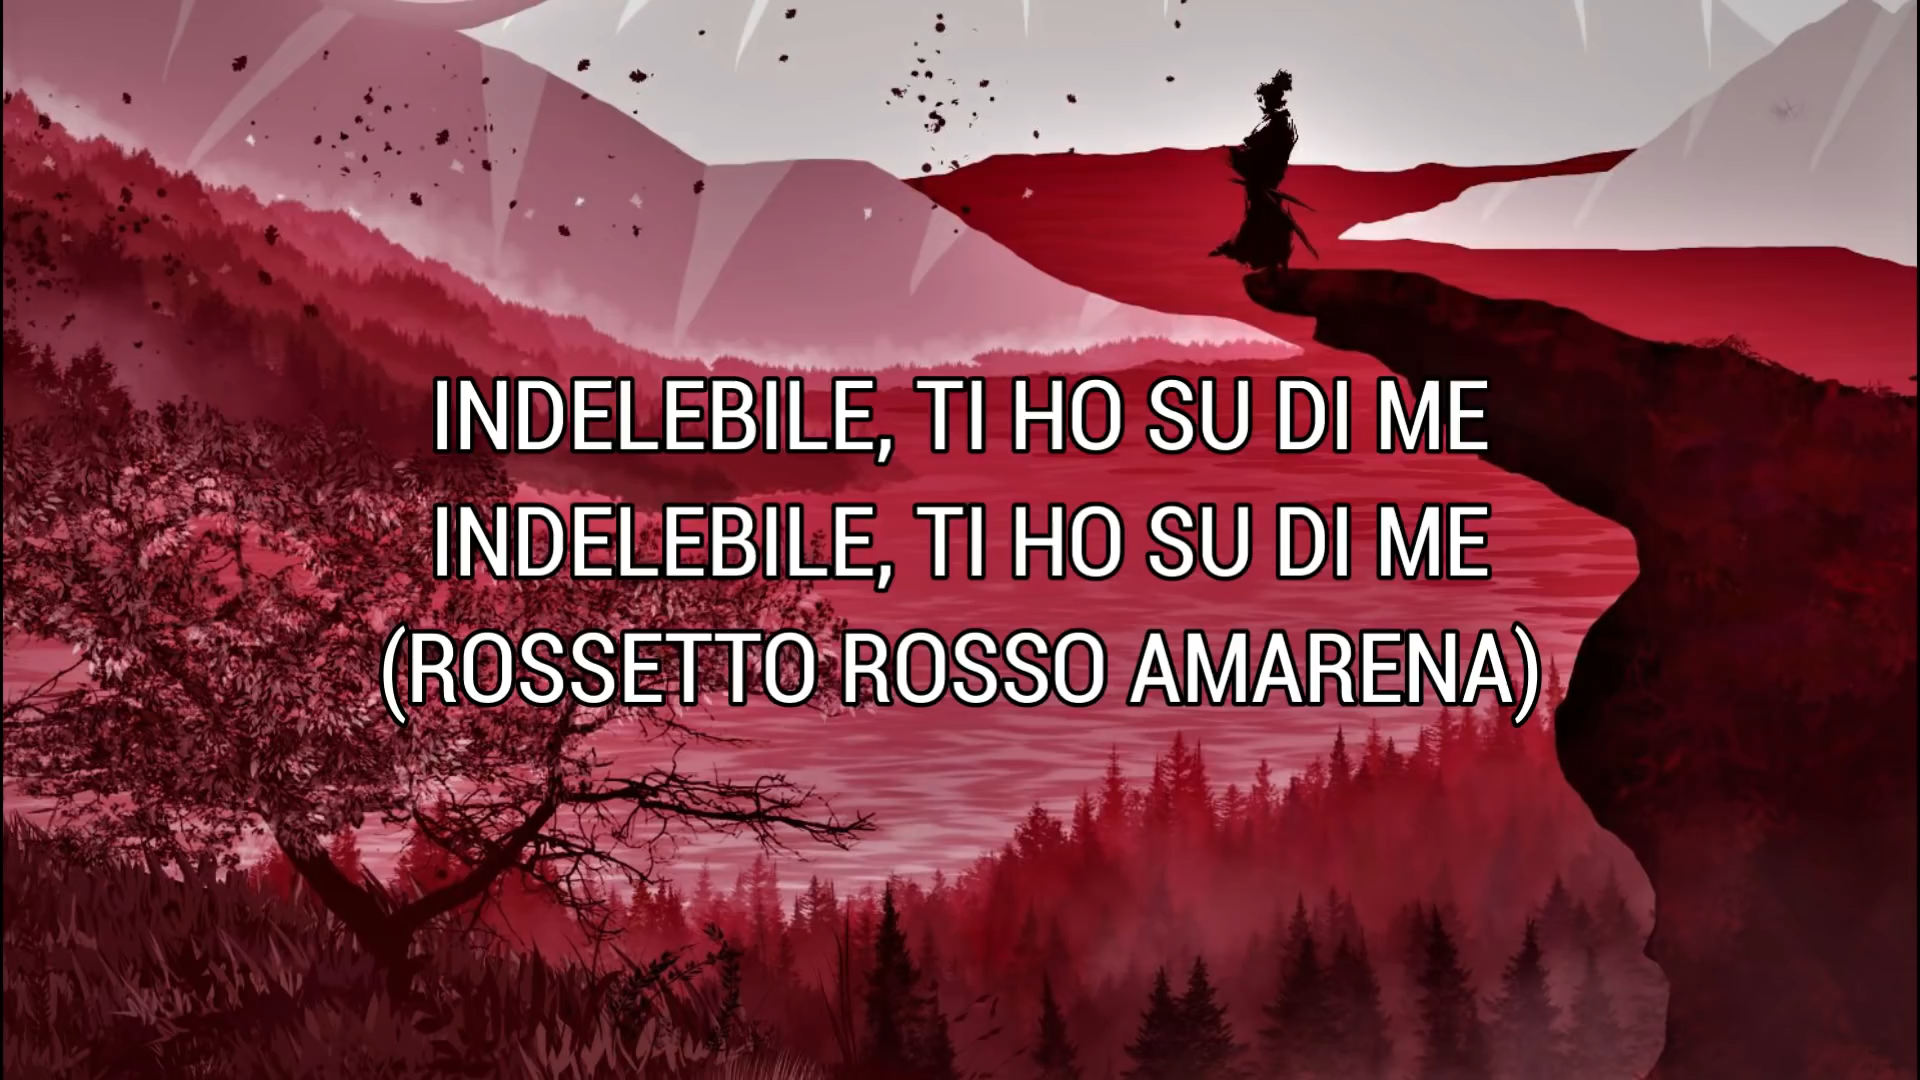 INDELEBILE, TI HO SU DI ME
INDELEBILE, TI HO SU DI ME
(ROSSETTO ROSSO AMARENA)